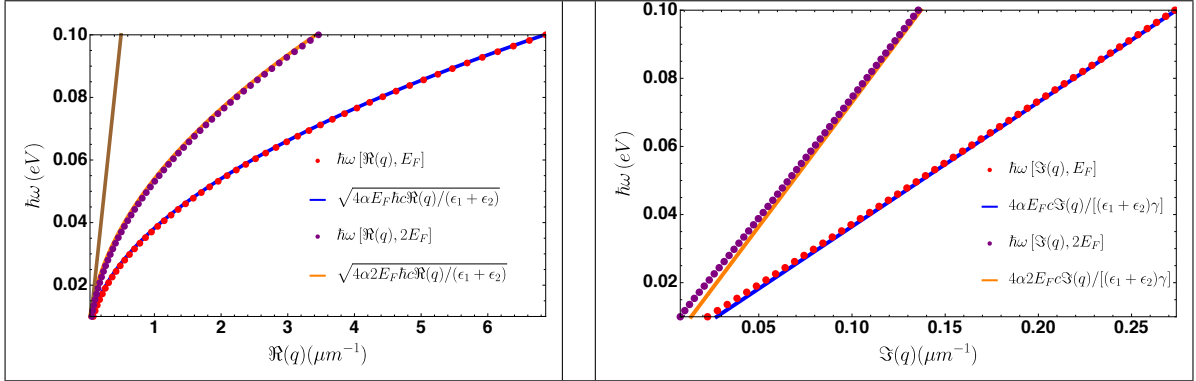 0.10
0.08
0.06
0.04
0.02
ħω (eV)
1 2 3 4 5 6
ℜ(q)(μm⁻¹)
ħω [ℜ(q), E_F]
√(4αE_Fħcℜ(q)/(ϵ₁ + ϵ₂))
ħω [ℜ(q), 2E_F]
√(4α2E_Fħcℜ(q)/(ϵ₁ + ϵ₂))
0.10
0.08
0.06
0.04
0.02
ħω (eV)
0.05 0.10 0.15 0.20 0.25
ℑ(q)(μm⁻¹)
ħω [ℑ(q), E_F]
4αE_Fcℑ(q)/[(ϵ₁ + ϵ₂)γ]
ħω [ℑ(q), 2E_F]
4α2E_Fcℑ(q)/[(ϵ₁ + ϵ₂)γ]